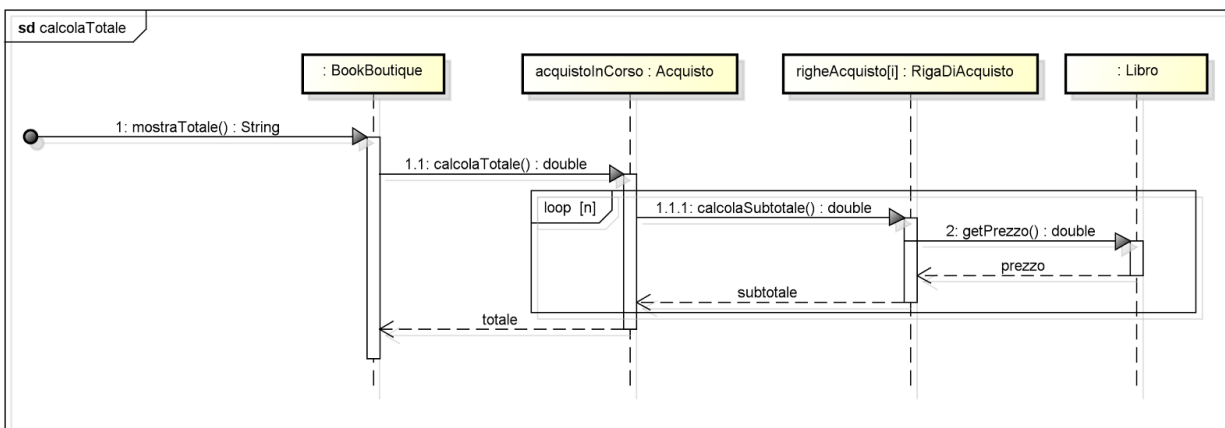 sd calcolaTotale
: BookBoutique
acquistoInCorso : Acquisto
righeAcquisto[i] : RigaDiAcquisto
: Libro
1: mostraTotale() : String
1.1: calcolaTotale() : double
loop [n]
1.1.1: calcolaSubtotale() : double
2: getPrezzo() : double
prezzo
subtotale
totale